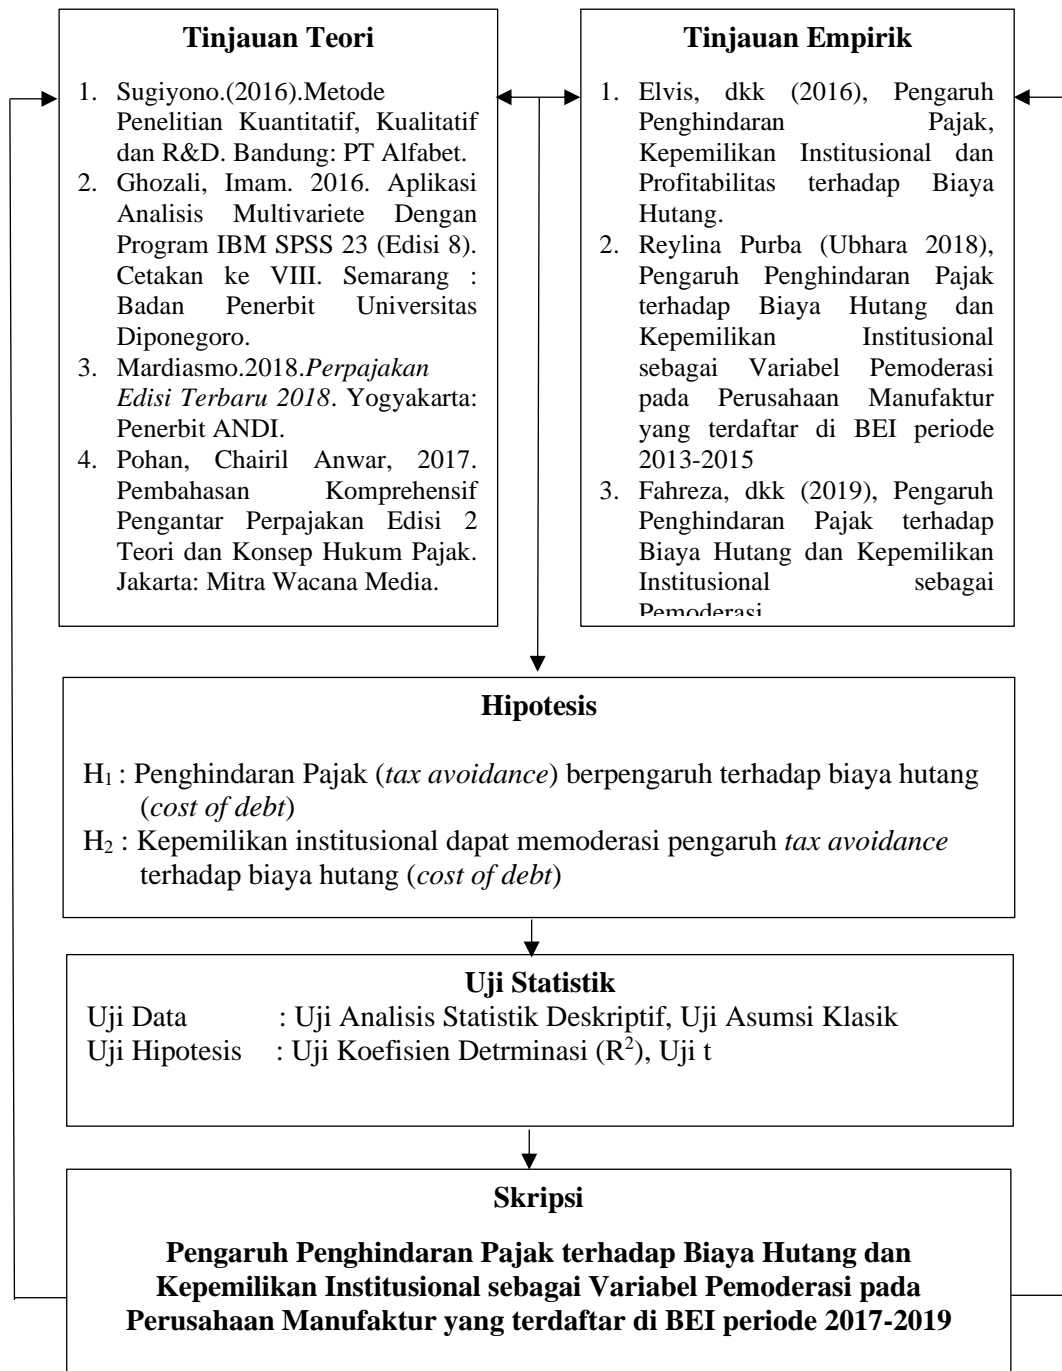 Tinjauan Teori
1. Sugiyono.(2016).Metode
Penelitian Kuantitatif, Kualitatif
dan R&D. Bandung: PT Alfabet.
2. Ghozali, Imam. 2016. Aplikasi
Analisis Multivariete Dengan
Program IBM SPSS 23 (Edisi 8).
Cetakan ke VIII. Semarang :
Badan Penerbit Universitas
Diponegoro.
3. Mardiasmo.2018.Perpajakan
Edisi Terbaru 2018. Yogyakarta:
Penerbit ANDI.
4. Pohan, Chairil Anwar, 2017.
Pembahasan Komprehensif
Pengantar Perpajakan Edisi 2
Teori dan Konsep Hukum Pajak.
Jakarta: Mitra Wacana Media.
Tinjauan Empirik
1. Elvis, dkk (2016), Pengaruh
Penghindaran Pajak,
Kepemilikan Institusional dan
Profitabilitas terhadap Biaya
Hutang.
2. Reylina Purba (Ubhara 2018),
Pengaruh Penghindaran Pajak
terhadap Biaya Hutang dan
Kepemilikan Institusional
sebagai Variabel Pemoderasi
pada Perusahaan Manufaktur
yang terdaftar di BEI periode
2013-2015
3. Fahreza, dkk (2019), Pengaruh
Penghindaran Pajak terhadap
Biaya Hutang dan Kepemilikan
Institusional sebagai
Pemoderasi
Hipotesis
H1 : Penghindaran Pajak (tax avoidance) berpengaruh terhadap biaya hutang
(cost of debt)
H2 : Kepemilikan institusional dapat memoderasi pengaruh tax avoidance
terhadap biaya hutang (cost of debt)
Uji Statistik
Uji Data : Uji Analisis Statistik Deskriptif, Uji Asumsi Klasik
Uji Hipotesis : Uji Koefisien Detrminasi (R²), Uji t
Skripsi
Pengaruh Penghindaran Pajak terhadap Biaya Hutang dan
Kepemilikan Institusional sebagai Variabel Pemoderasi pada
Perusahaan Manufaktur yang terdaftar di BEI periode 2017-2019